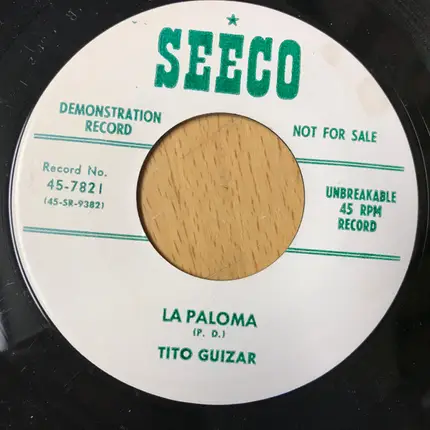 SEECO
DEMONSTRATION
RECORD
NOT FOR SALE
Record No.
45-7821
(45-SR-9382)
UNBREAKABLE
45 RPM
RECORD
LA PALOMA
(P. D.)
TITO GUIZAR